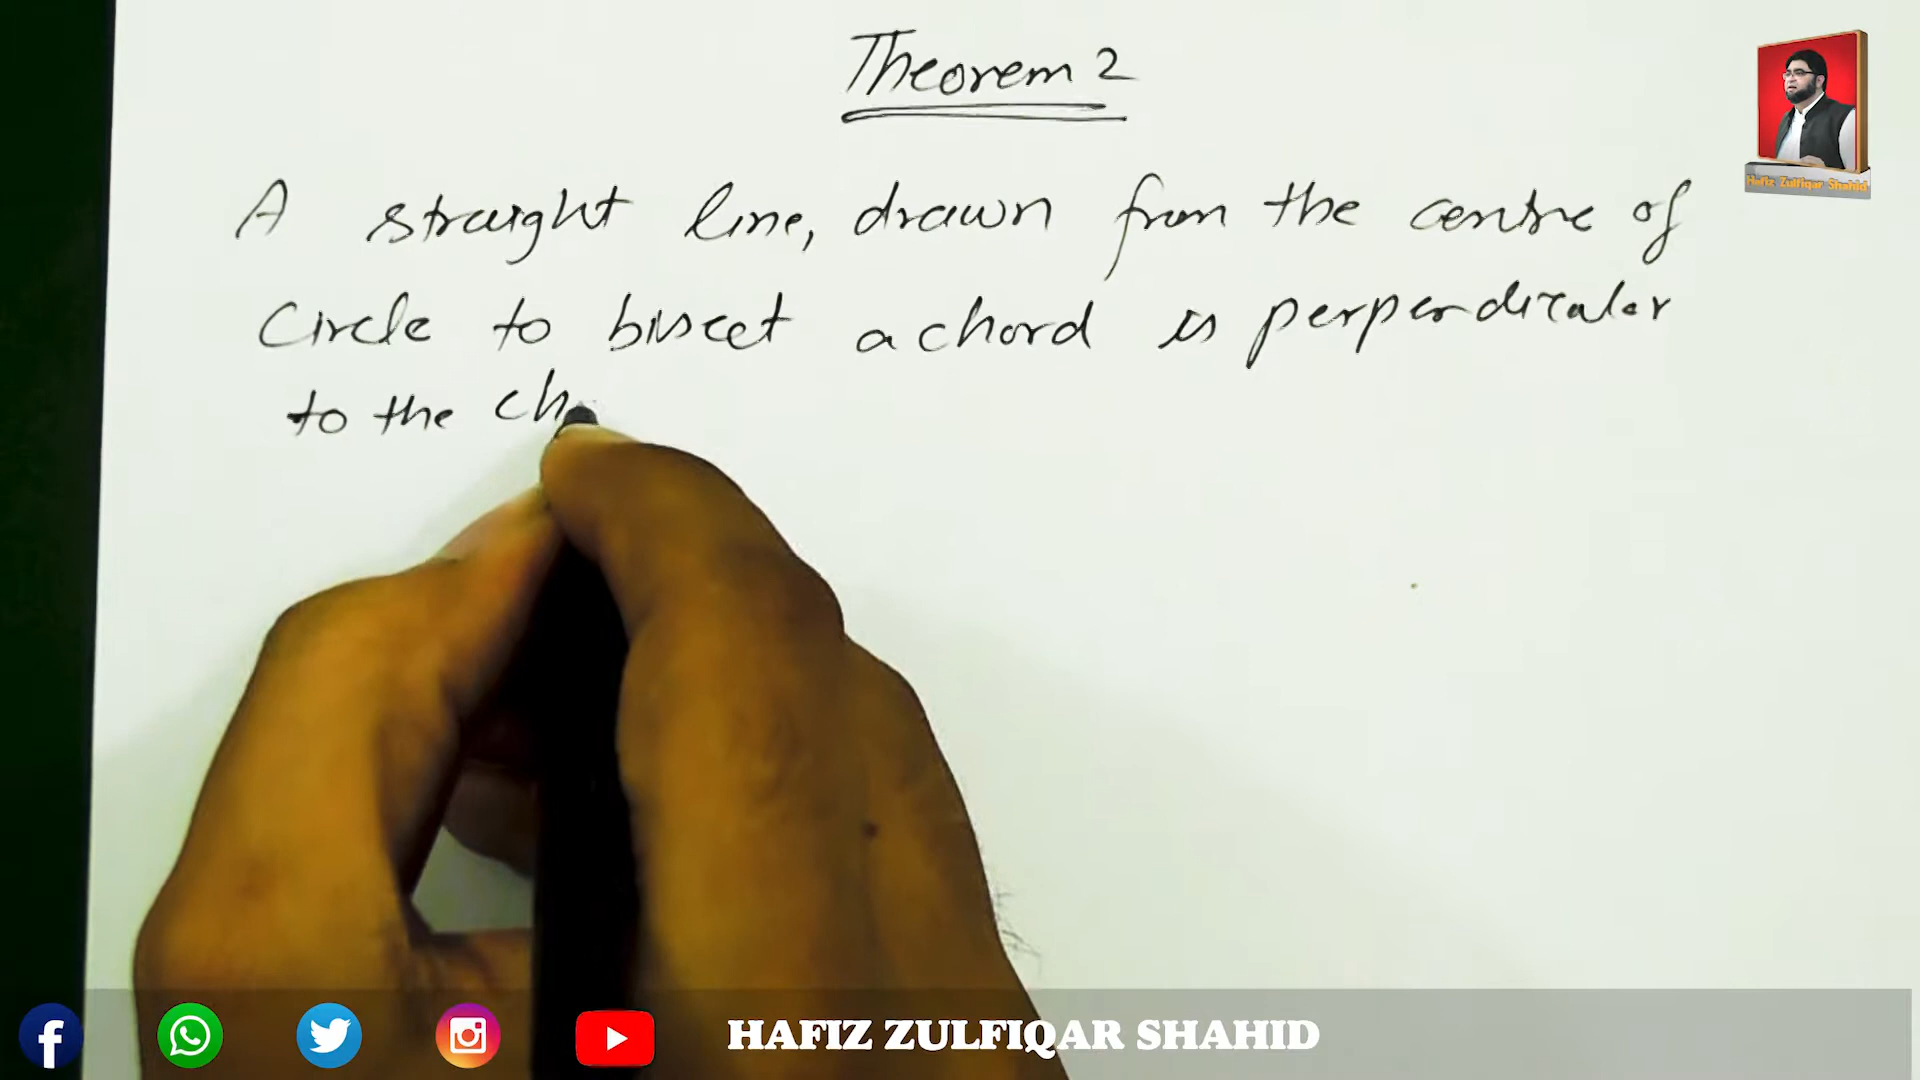 Theorem 2
Hafiz Zulfiqar Shahid
A straight line, drawn from the centre of
Circle to bisect a chord is perpendicular
to the ch
HAFIZ ZULFIQAR SHAHID